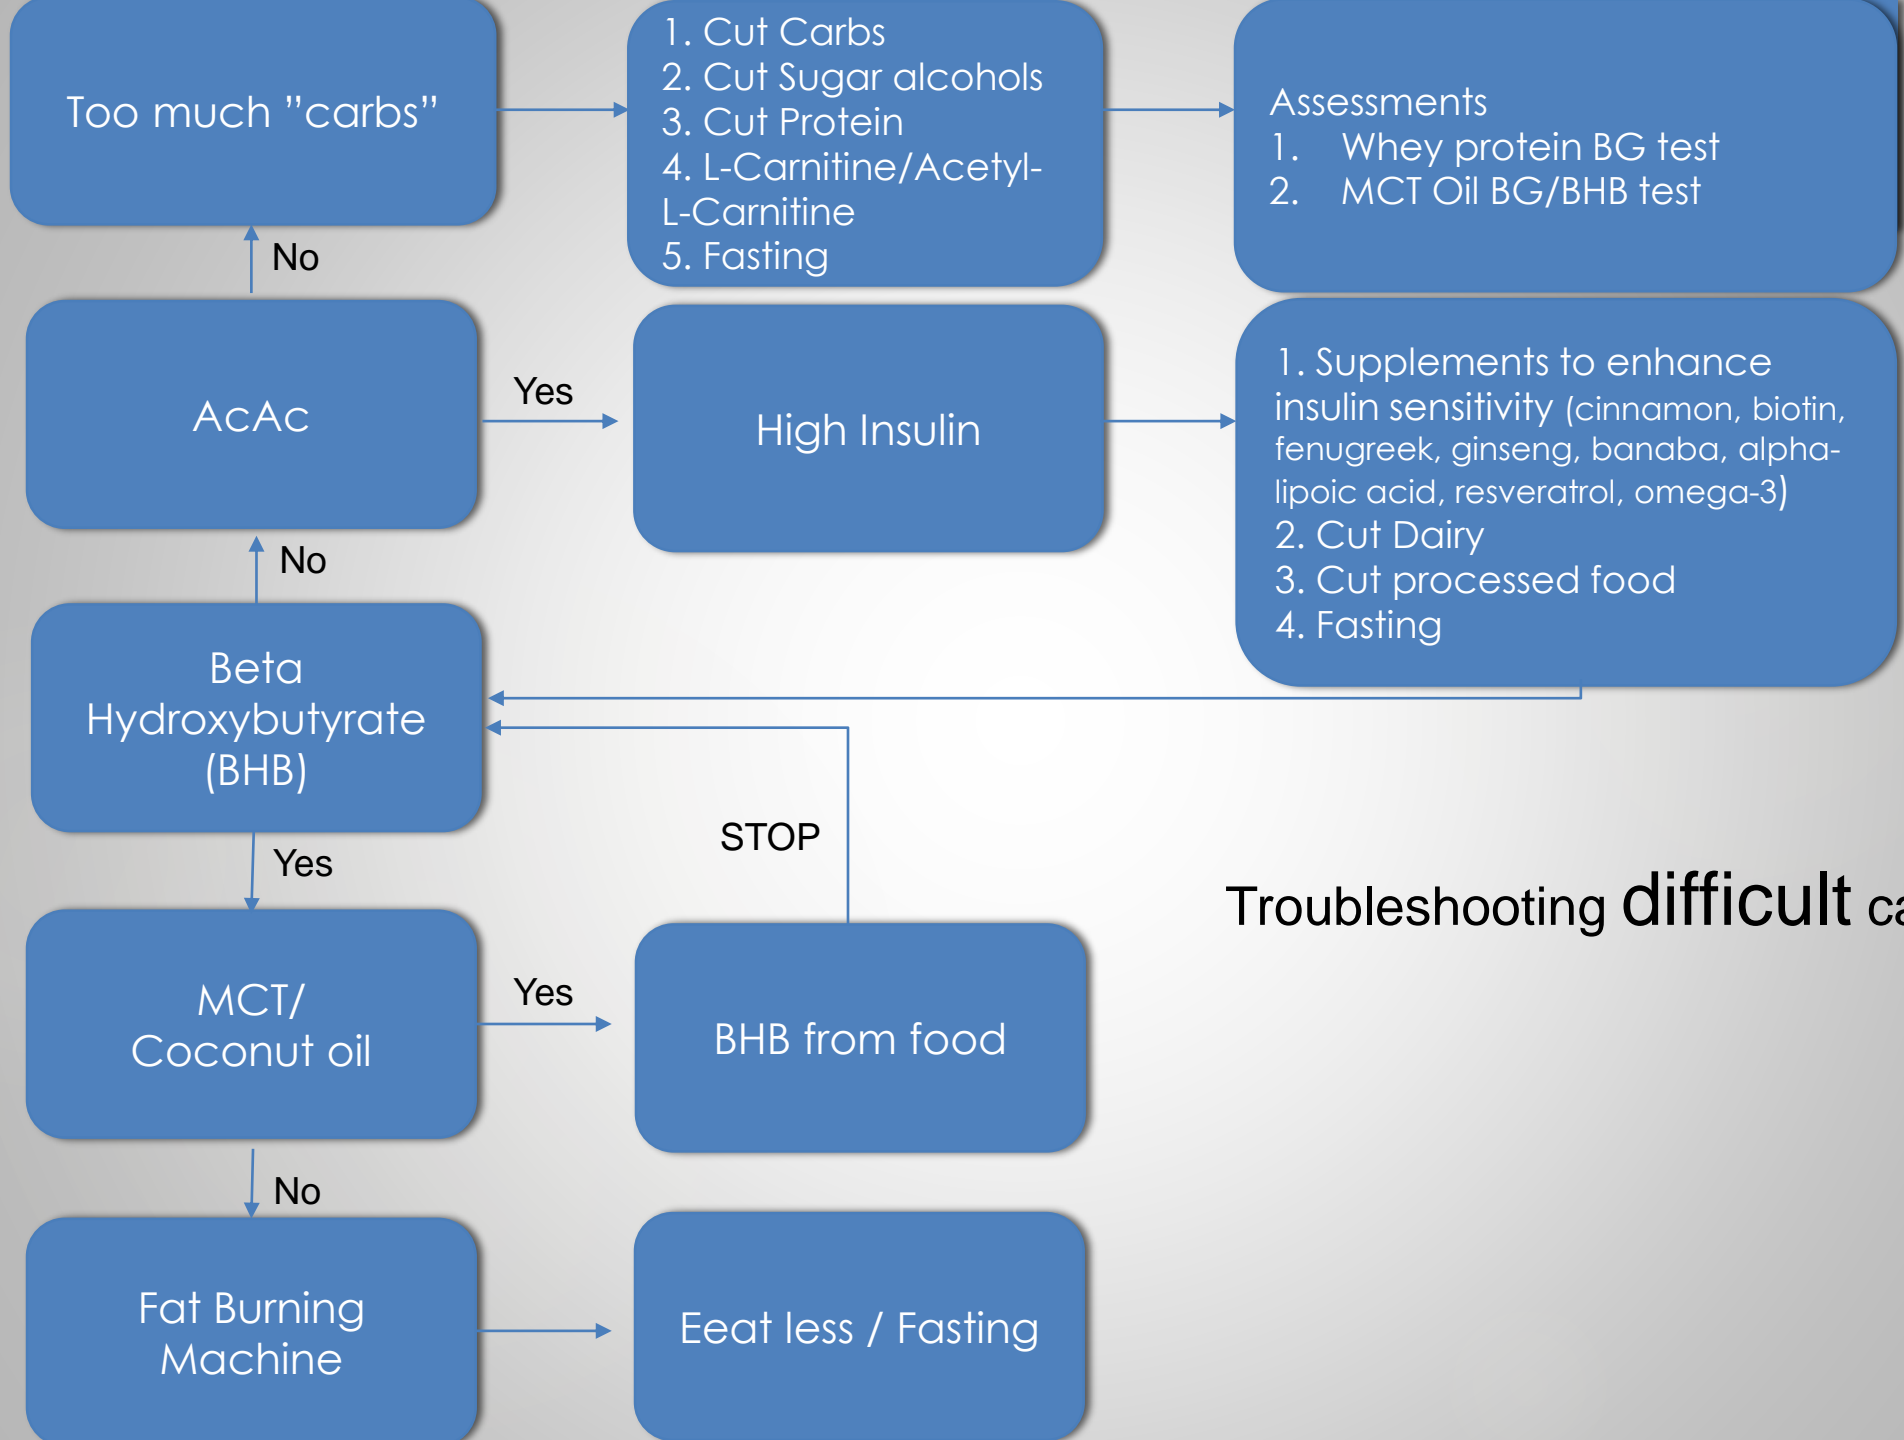 Too much ”carbs”
1. Cut Carbs
2. Cut Sugar alcohols
3. Cut Protein
4. L-Carnitine/Acetyl-
L-Carnitine
5. Fasting
Assessments
1. Whey protein BG test
2. MCT Oil BG/BHB test
No
AcAc
Yes
High Insulin
1. Supplements to enhance
insulin sensitivity (cinnamon, biotin,
fenugreek, ginseng, banaba, alpha-
lipoic acid, resveratrol, omega-3)
2. Cut Dairy
3. Cut processed food
4. Fasting
No
Beta
Hydroxybutyrate
(BHB)
STOP
Yes
Troubleshooting difficult
MCT/
Coconut oil
Yes
BHB from food
No
Fat Burning
Machine
Eeat less / Fasting